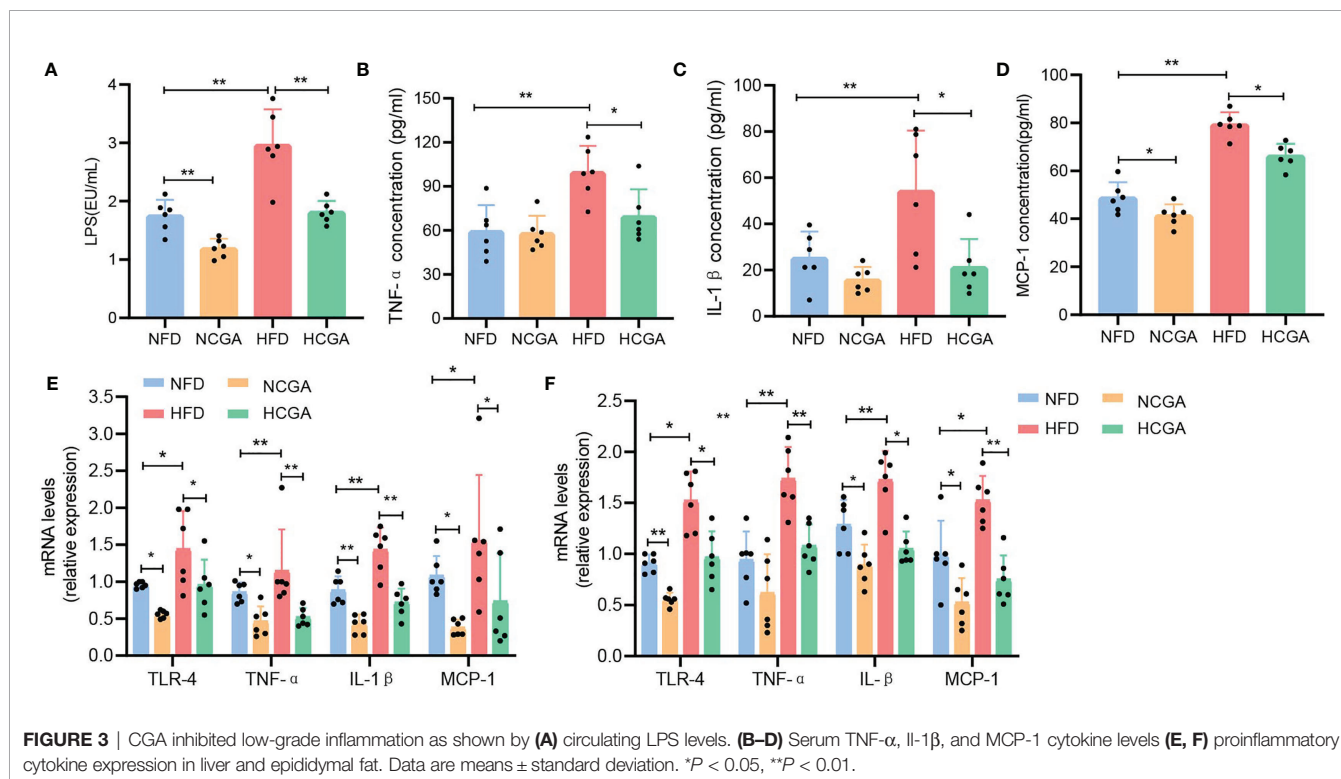 A
LPS(EU/mL)
4
3
2
1
0
** ** **
NFD NCGA HFD HCGA
B
TNF-α concentration (pg/ml)
150
120
90
60
30
0
** *
NFD NCGA HFD HCGA
C
IL-1 β concentration (pg/ml)
100
80
60
40
20
0
** *
NFD NCGA HFD HCGA
D
MCP-1 concentration(pg/ml)
100
80
60
40
20
0
** * *
NFD NCGA HFD HCGA
E
mRNA levels
(relative expression)
3.5
3.0
2.5
2.0
1.5
1.0
0.5
0.0
NFD NCGA
HFD HCGA
* * *
** ** *
** ** **
* * *
TLR-4 TNF-α IL-1β MCP-1
F
mRNA levels
(relative expression)
2.5
2.0
1.5
1.0
0.5
0.0
NFD NCGA
HFD HCGA
* ** * **
** **
** * *
* ** *
TLR-4 TNF-α IL-β MCP-1
FIGURE 3 | CGA inhibited low-grade inflammation as shown by (A) circulating LPS levels. (B–D) Serum TNF-α, Il-1β, and MCP-1 cytokine levels (E, F) proinflammatory
cytokine expression in liver and epididymal fat. Data are means ± standard deviation. *P < 0.05, **P < 0.01.